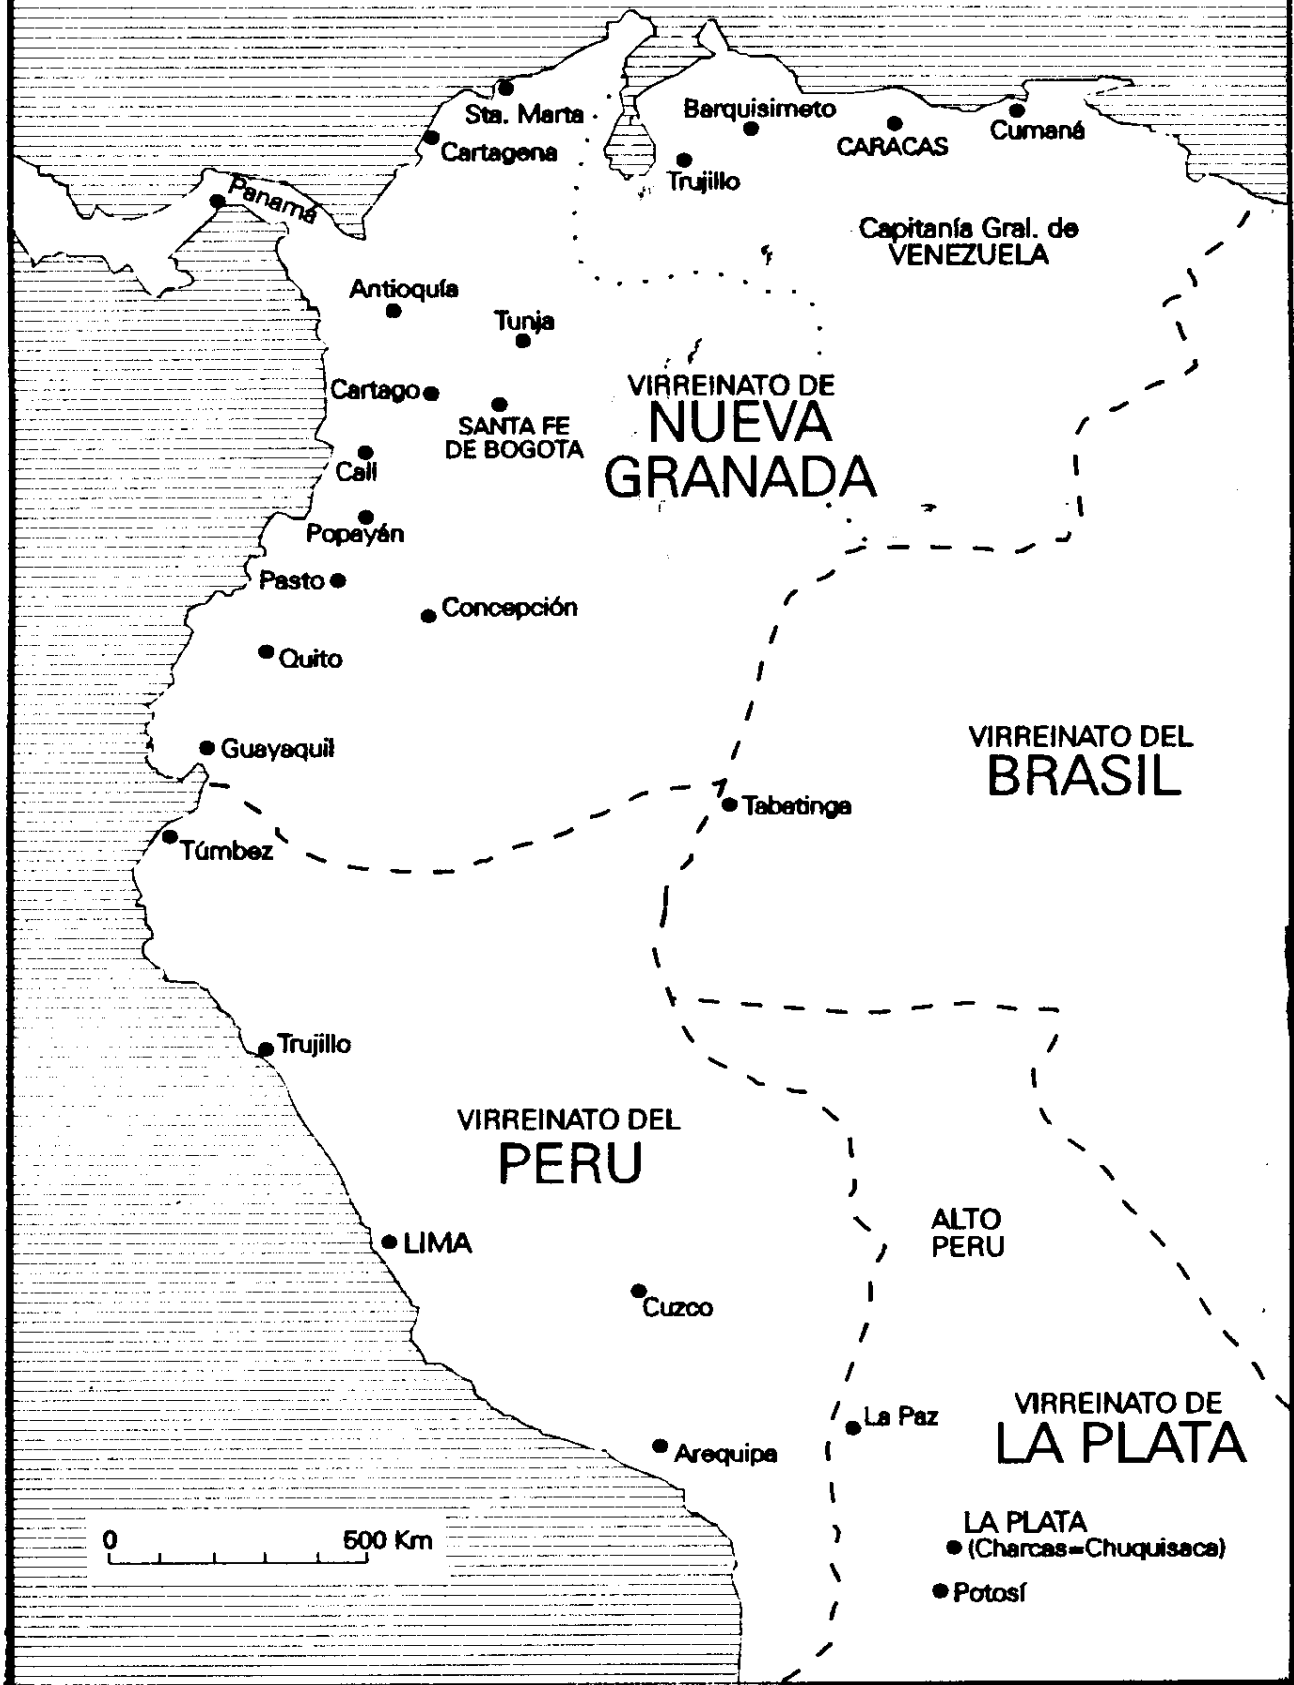 Sta. Marta
Cartagena
Barquisimeto
CARACAS
Cumaná
Trujillo
Panamá
Capitanía Gral. de
VENEZUELA
Antioquía
Tunja
VIRREINATO DE
NUEVA
GRANADA
Cartago
SANTA FE
DE BOGOTA
Cali
Popayán
Pasto
Concepción
Quito
Guayaquil
VIRREINATO DEL
BRASIL
Tabatinga
Túmbez
Trujillo
VIRREINATO DEL
PERU
ALTO
PERU
LIMA
Cuzco
La Paz
VIRREINATO DE
LA PLATA
Arequipa
LA PLATA
(Charcas=Chuquisaca)
Potosí
0 500 Km